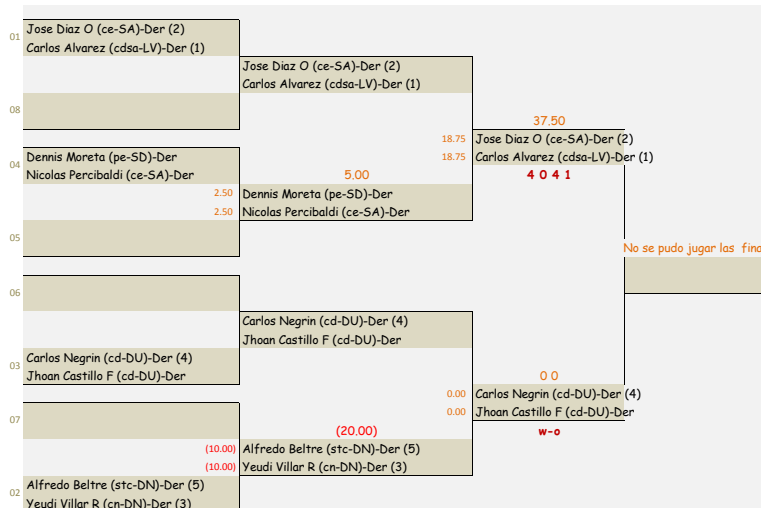 01 Jose Diaz O (ce-SA)-Der (2)
Carlos Alvarez (cdsa-LV)-Der (1)
Jose Diaz O (ce-SA)-Der (2)
Carlos Alvarez (cdsa-LV)-Der (1)
08
37.50
18.75 Jose Diaz O (ce-SA)-Der (2)
18.75 Carlos Alvarez (cdsa-LV)-Der (1)
4 0 4 1
04 Dennis Moreta (pe-SD)-Der
Nicolas Percibaldi (ce-SA)-Der
5.00
2.50 Dennis Moreta (pe-SD)-Der
2.50 Nicolas Percibaldi (ce-SA)-Der
05
No se pudo jugar las
06
Carlos Negrin (cd-DU)-Der (4)
Jhoan Castillo F (cd-DU)-Der
03 Carlos Negrin (cd-DU)-Der (4)
Jhoan Castillo F (cd-DU)-Der
0 0
0.00 Carlos Negrin (cd-DU)-Der (4)
0.00 Jhoan Castillo F (cd-DU)-Der
w-o
07
(20.00)
(10.00) Alfredo Beltre (stc-DN)-Der (5)
(10.00) Yeudi Villar R (cn-DN)-Der (3)
02 Alfredo Beltre (stc-DN)-Der (5)
Yeudi Villar R (cn-DN)-Der (3)